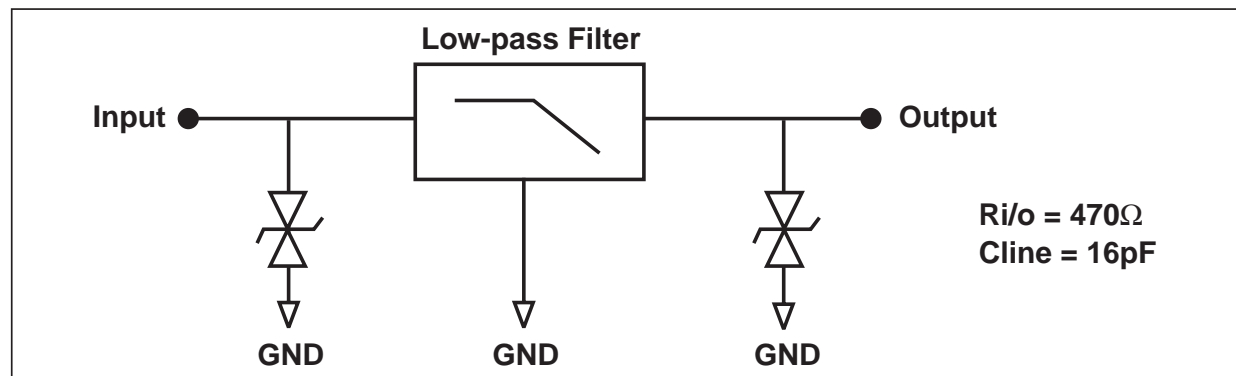 Low-pass Filter
Input
Output
Ri/o = 470Ω
Cline = 16pF
GND
GND
GND